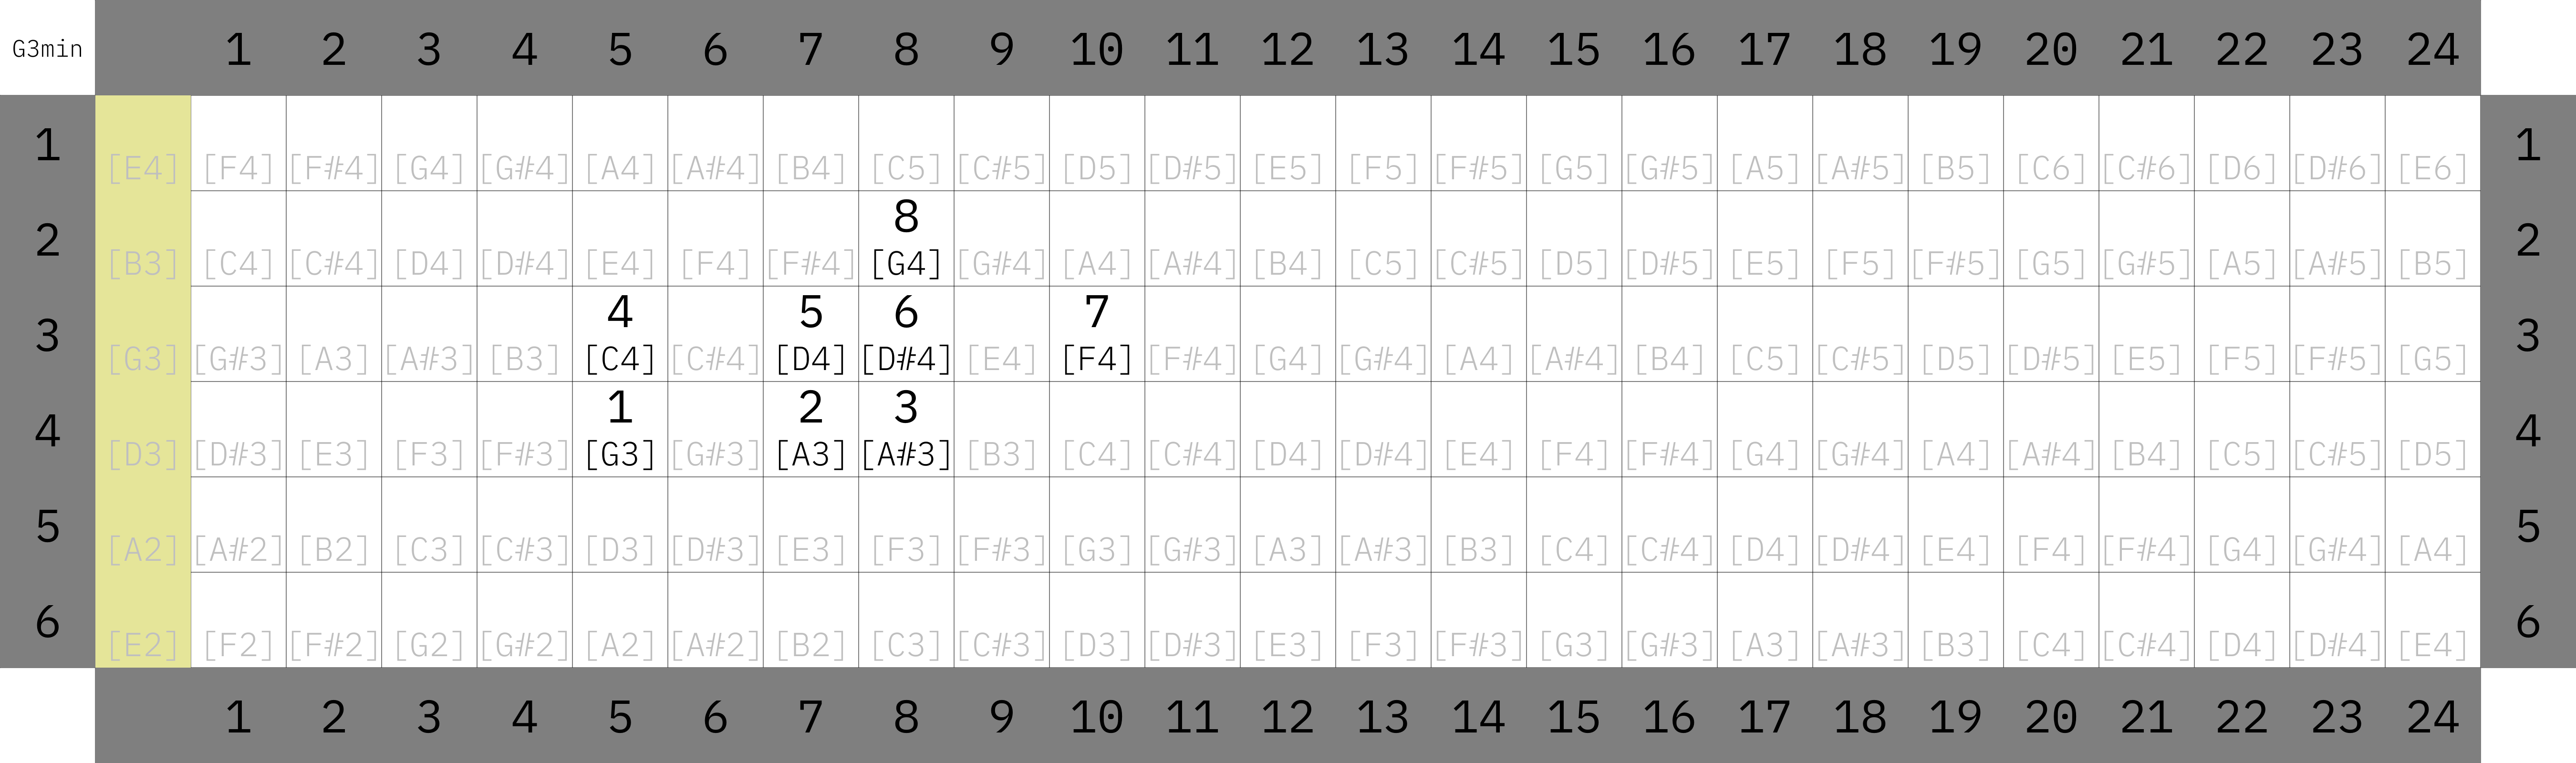 G3min 1 2 3 4 5 6 7 8 9 10 11 12 13 14 15 16 17 18 19 20 21 22 23 24
1 [E4] [F4] [F#4] [G4] [G#4] [A4] [A#4] [B4] [C5] [C#5] [D5] [D#5] [E5] [F5] [F#5] [G5] [G#5] [A5] [A#5] [B5] [C6] [C#6] [D6] [D#6] [E6] 1
8
2 [B3] [C4] [C#4] [D4] [D#4] [E4] [F4] [F#4] [G4] [G#4] [A4] [A#4] [B4] [C5] [C#5] [D5] [D#5] [E5] [F5] [F#5] [G5] [G#5] [A5] [A#5] [B5] 2
4 5 6 7
3 [G3] [G#3] [A3] [A#3] [B3] [C4] [C#4] [D4] [D#4] [E4] [F4] [F#4] [G4] [G#4] [A4] [A#4] [B4] [C5] [C#5] [D5] [D#5] [E5] [F5] [F#5] [G5] 3
1 2 3
4 [D3] [D#3] [E3] [F3] [F#3] [G3] [G#3] [A3] [A#3] [B3] [C4] [C#4] [D4] [D#4] [E4] [F4] [F#4] [G4] [G#4] [A4] [A#4] [B4] [C5] [C#5] [D5] 4
5 [A2] [A#2] [B2] [C3] [C#3] [D3] [D#3] [E3] [F3] [F#3] [G3] [G#3] [A3] [A#3] [B3] [C4] [C#4] [D4] [D#4] [E4] [F4] [F#4] [G4] [G#4] [A4] 5
6 [E2] [F2] [F#2] [G2] [G#2] [A2] [A#2] [B2] [C3] [C#3] [D3] [D#3] [E3] [F3] [F#3] [G3] [G#3] [A3] [A#3] [B3] [C4] [C#4] [D4] [D#4] [E4] 6
1 2 3 4 5 6 7 8 9 10 11 12 13 14 15 16 17 18 19 20 21 22 23 24